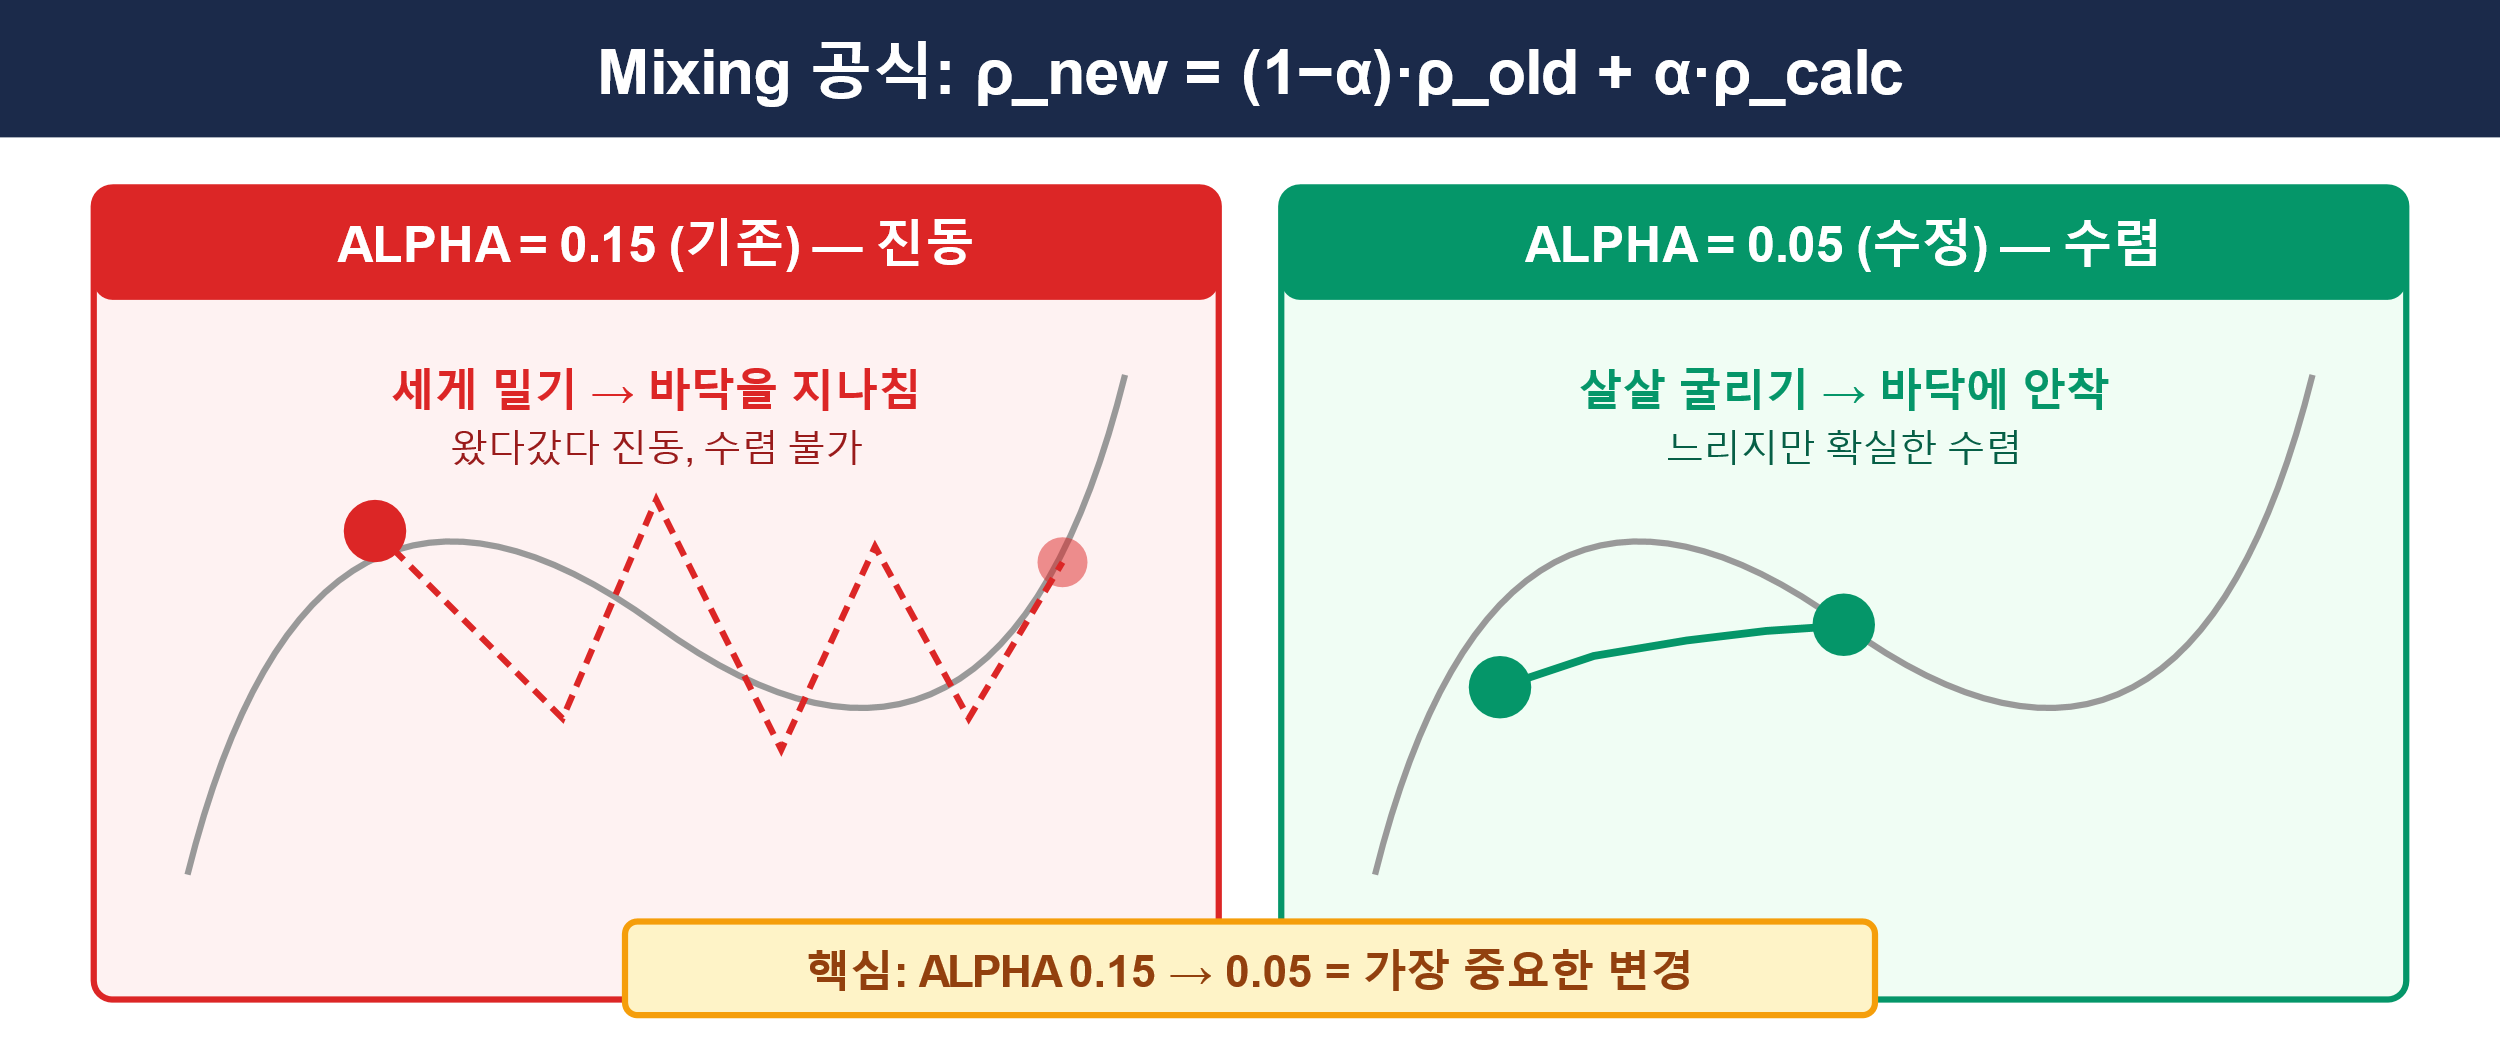 Mixing 공식: ρ_new = (1−α)·ρ_old + α·ρ_calc
ALPHA = 0.15 (기존) — 진동
세게 밀기 → 바닥을 지나침
왔다갔다 진동, 수렴 불가
ALPHA = 0.05 (수정) — 수렴
살살 굴리기 → 바닥에 안착
느리지만 확실한 수렴
핵심: ALPHA 0.15 → 0.05 = 가장 중요한 변경